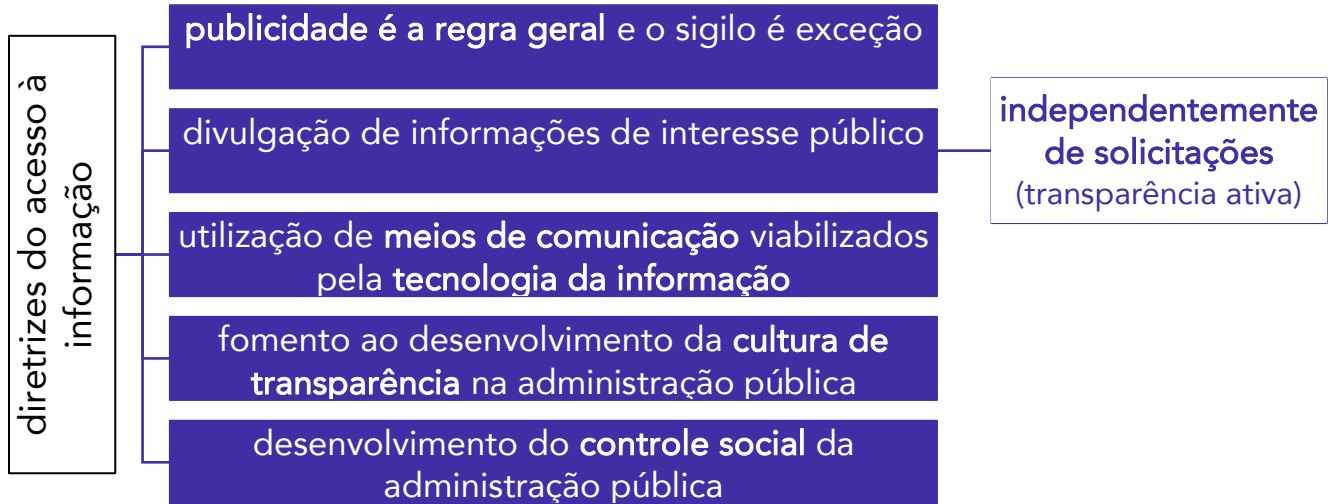 diretrizes do acesso à
informação
publicidade é a regra geral e o sigilo é exceção
divulgação de informações de interesse público
independentemente
de solicitações
(transparência ativa)
utilização de meios de comunicação viabilizados
pela tecnologia da informação
fomento ao desenvolvimento da cultura de
transparência na administração pública
desenvolvimento do controle social da
administração pública